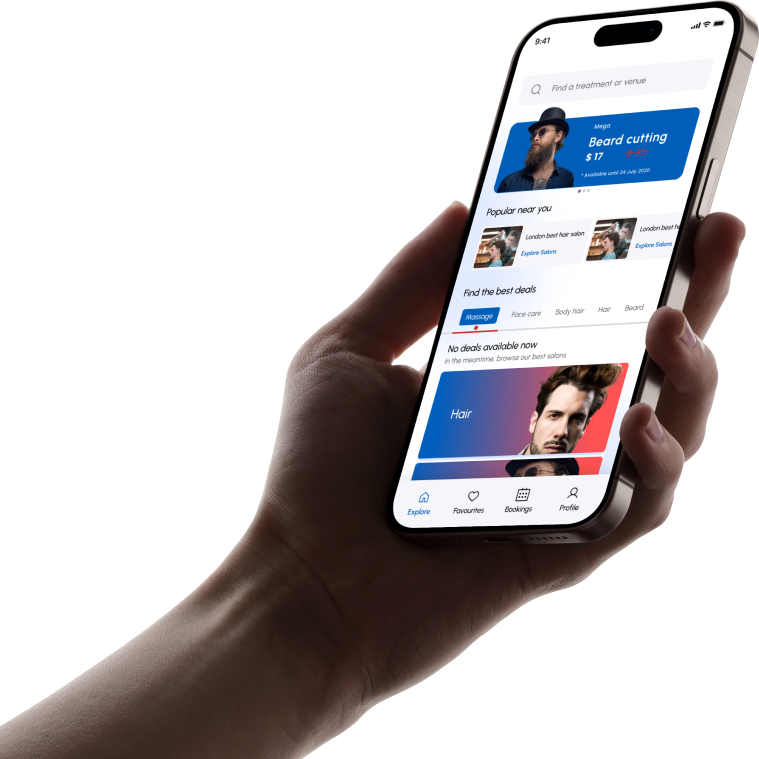 9:41
Find a treatment or venue
Mega
Beard cutting
$ 17
* Available until 24 July 2020
Popular near you
London best hair salon
Explore Salons
London best h
Explore Salons
Find the best deals
Massage
Face care
Body hair
Hair
Beard
No deals available now
In the meantime, browse our best salons
Hair
Explore
Favourites
Bookings
Profile